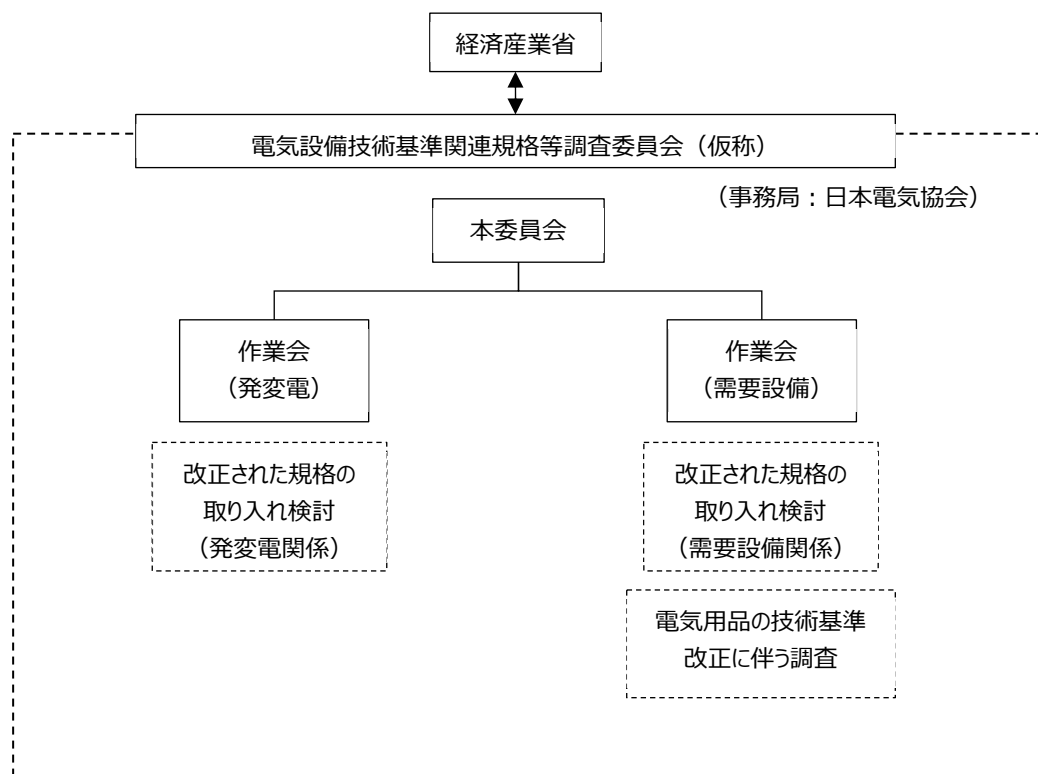 経済産業省
電気設備技術基準関連規格等調査委員会（仮称）
（事務局：日本電気協会）
本委員会
作業会
（発変電）
作業会
（需要設備）
改正された規格の
取り入れ検討
（発変電関係）
改正された規格の
取り入れ検討
（需要設備関係）
電気用品の技術基準
改正に伴う調査